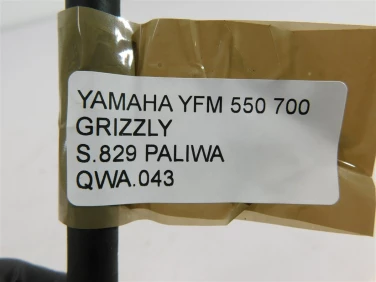 YAMAHA YFM 550 700
GRIZZLY
S.829 PALIWA
QWA.043